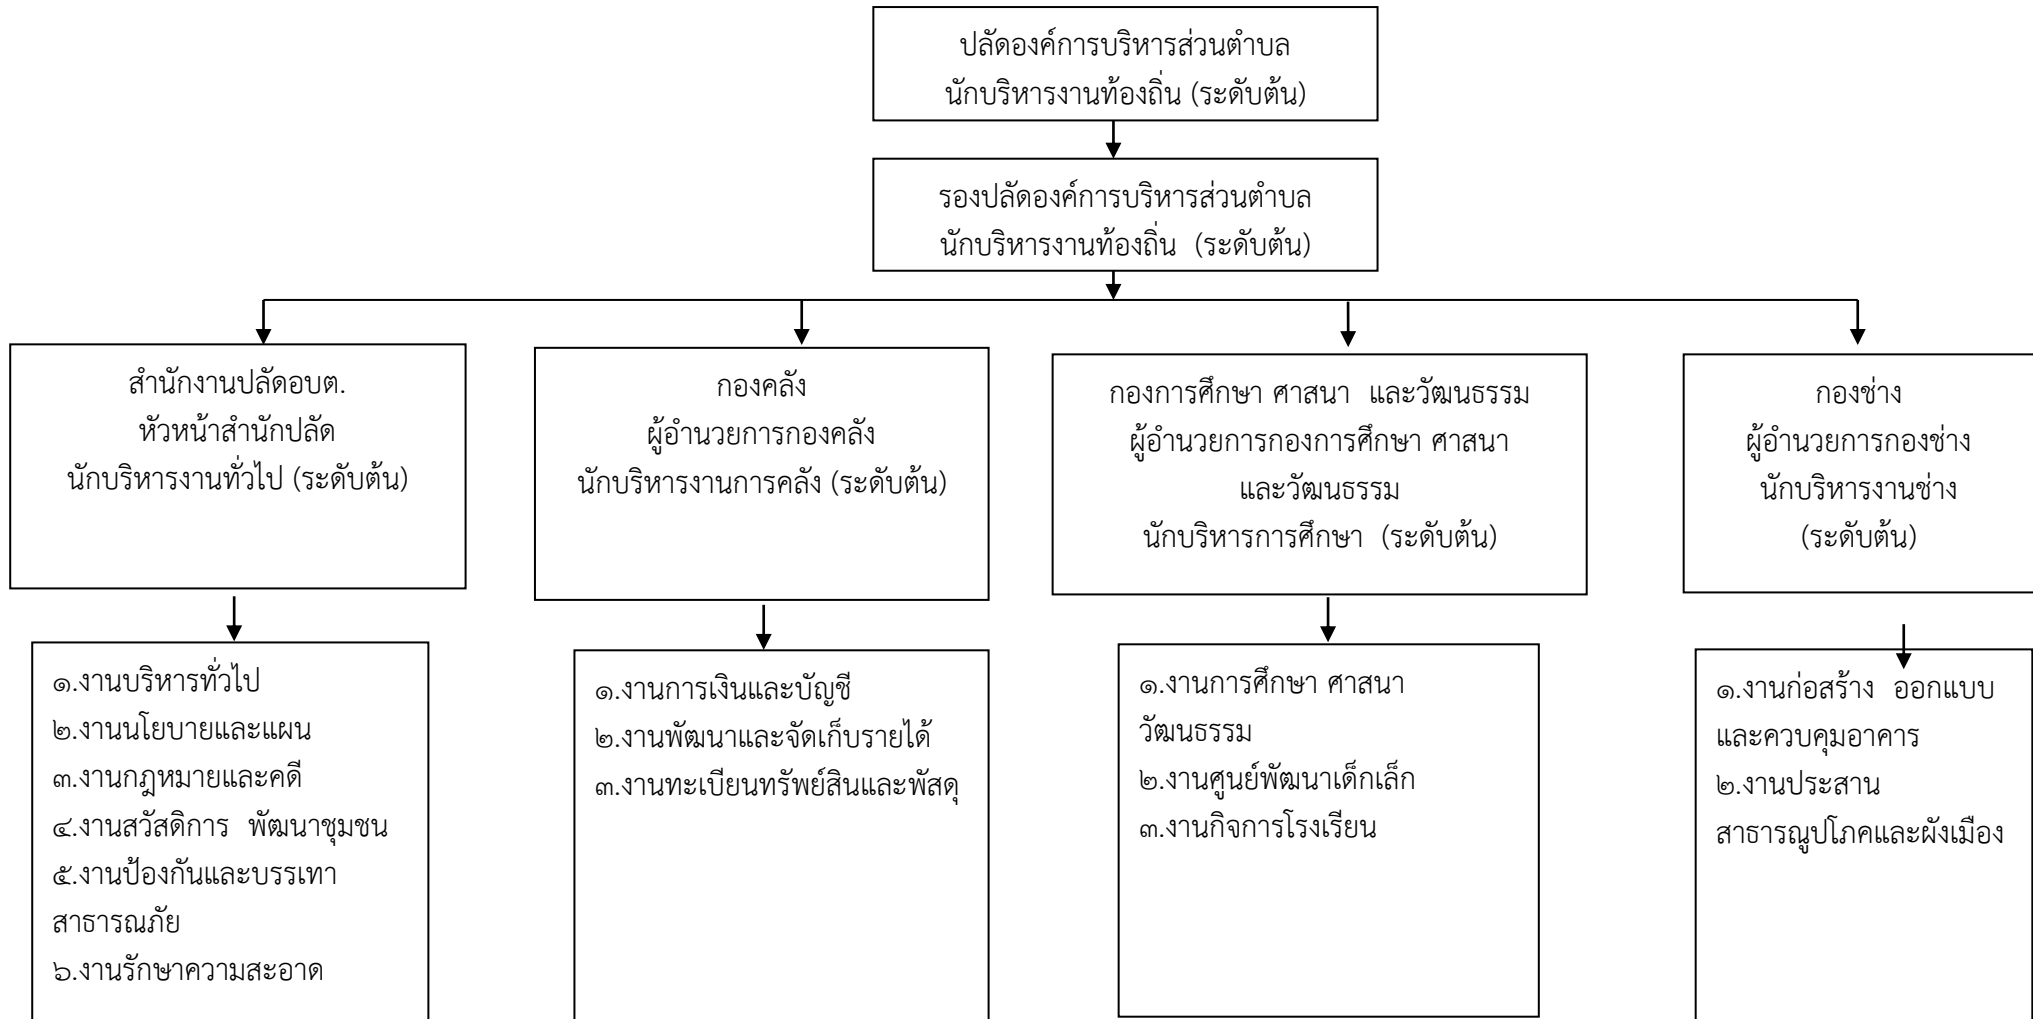 ปลัดองค์การบริหารส่วนตำบล
นักบริหารงานท้องถิ่น (ระดับต้น)
รองปลัดองค์การบริหารส่วนตำบล
นักบริหารงานท้องถิ่น  (ระดับต้น)
สำนักงานปลัดอบต.
หัวหน้าสำนักปลัด
นักบริหารงานทั่วไป (ระดับต้น)
กองคลัง
ผู้อำนวยการกองคลัง
นักบริหารงานการคลัง (ระดับต้น)
กองการศึกษา ศาสนา  และวัฒนธรรม
ผู้อำนวยการกองการศึกษา ศาสนา
และวัฒนธรรม
นักบริหารการศึกษา  (ระดับต้น)
กองช่าง
ผู้อำนวยการกองช่าง
นักบริหารงานช่าง
(ระดับต้น)
๑.งานบริหารทั่วไป
๒.งานนโยบายและแผน
๓.งานกฎหมายและคดี
๔.งานสวัสดิการ  พัฒนาชุมชน
๕.งานป้องกันและบรรเทา
สาธารณภัย
๖.งานรักษาความสะอาด
๑.งานการเงินและบัญชี
๒.งานพัฒนาและจัดเก็บรายได้
๓.งานทะเบียนทรัพย์สินและพัสดุ
๑.งานการศึกษา ศาสนา
วัฒนธรรม
๒.งานศูนย์พัฒนาเด็กเล็ก
๓.งานกิจการโรงเรียน
๑.งานก่อสร้าง  ออกแบบ
และควบคุมอาคาร
๒.งานประสาน
สาธารณูปโภคและผังเมือง